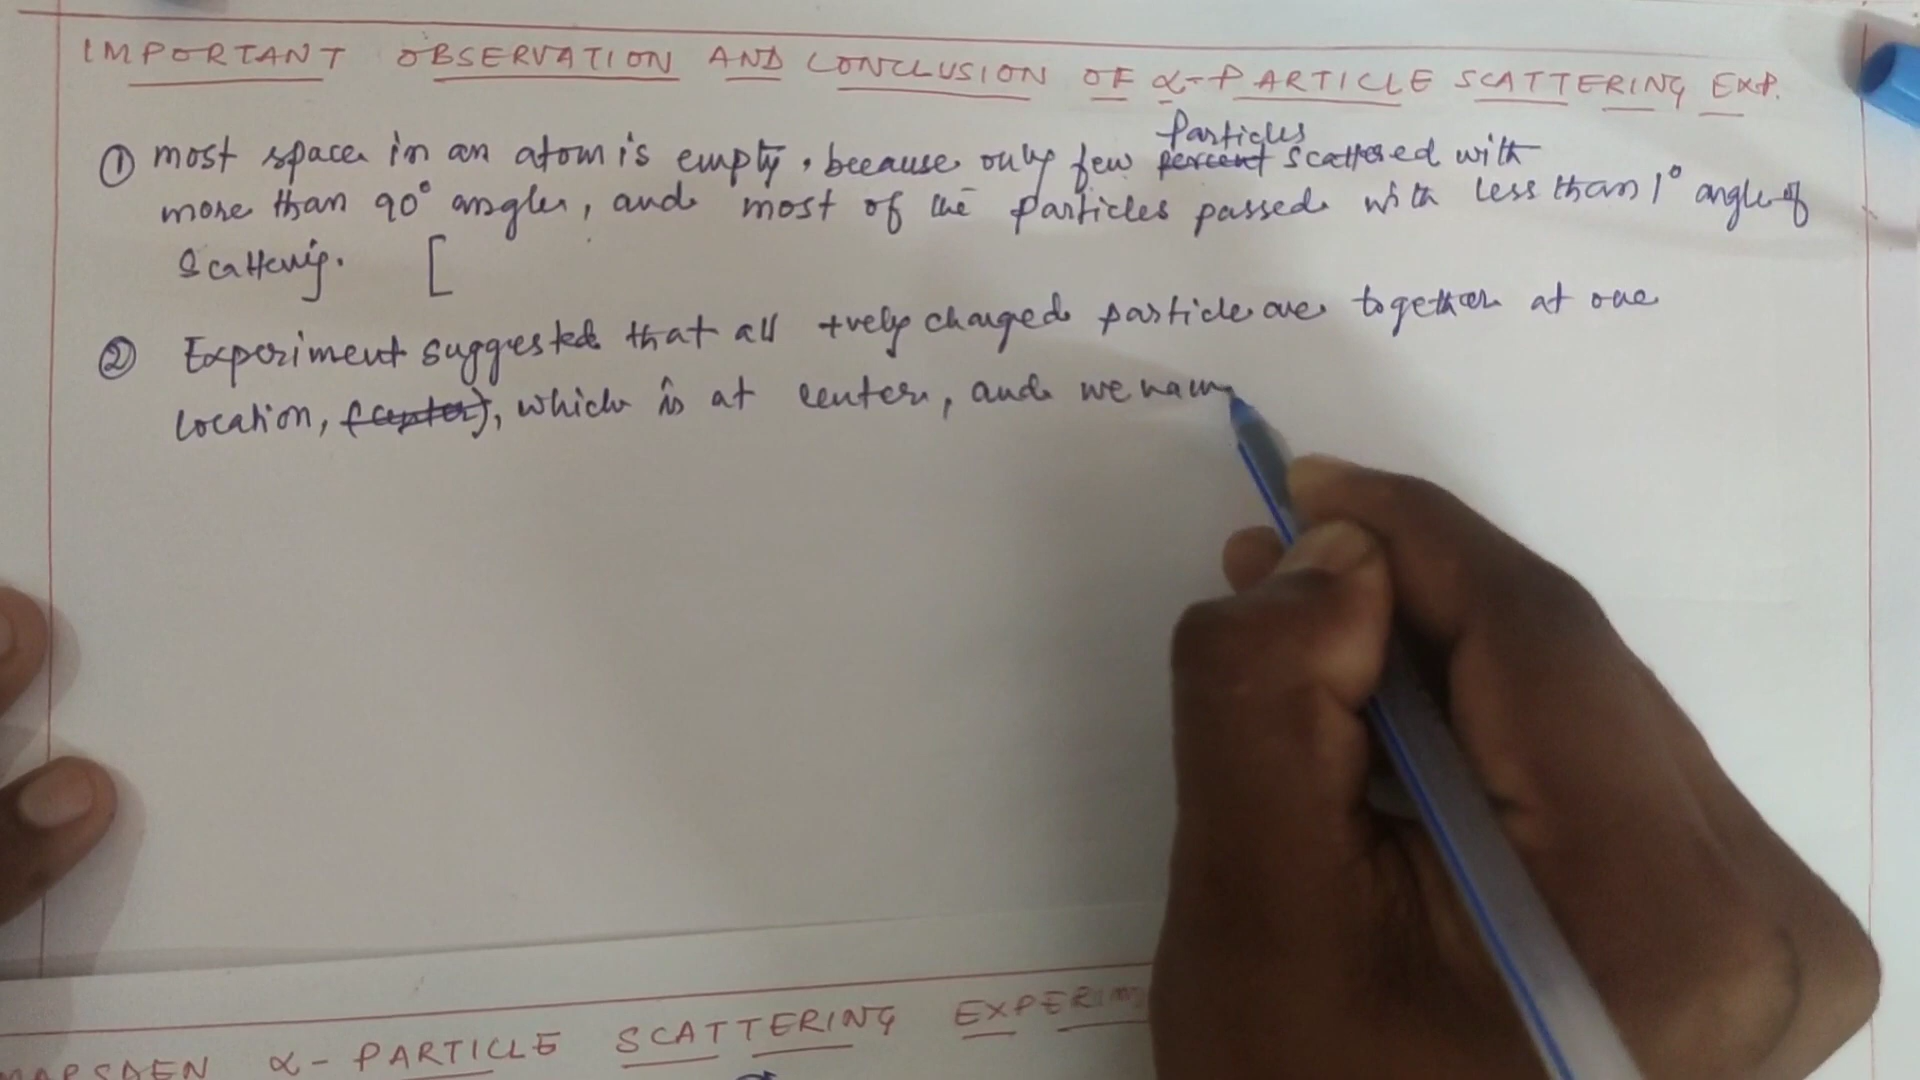 IMPORTANT OBSERVATION AND CONCLUSION OF α-PARTICLE SCATTERING EXP.
① most space in an atom is empty, because only few percent particles scattered with
more than 90° angles, and most of the particles passed with less than 1° angle of
scattering. [
② Experiment suggested that all +vely charged particle are together at one
location, (center), which is at center, and we nam
MARSDEN α-PARTICLE SCATTERING EXPERIM